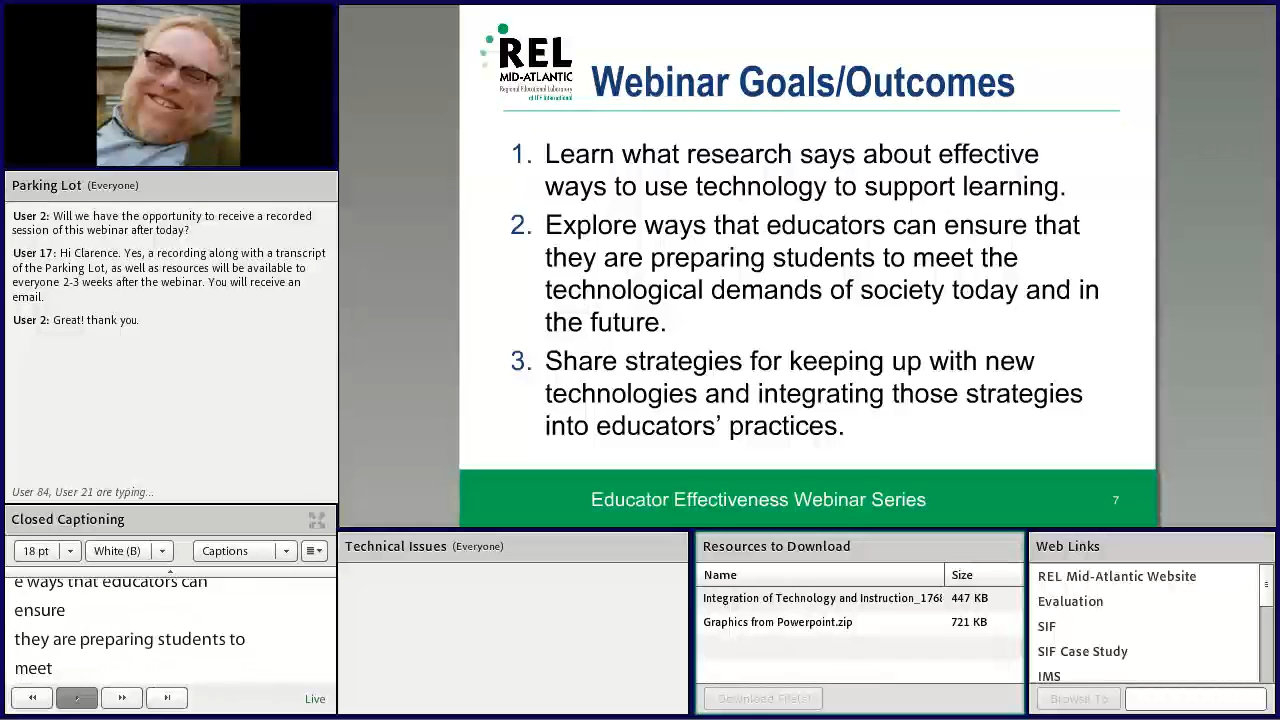 REL
MID-ATLANTIC
Regional Educational Laboratory
Webinar Goals/Outcomes
1. Learn what research says about effective
ways to use technology to support learning.
2. Explore ways that educators can ensure that
they are preparing students to meet the
technological demands of society today and in
the future.
3. Share strategies for keeping up with new
technologies and integrating those strategies
into educators’ practices.
Educator Effectiveness Webinar Series
7
Parking Lot (Everyone)
User 2: Will we have the opportunity to receive a recorded
session of this webinar after today?
User 17: Hi Clarence. Yes, a recording along with a transcript
of the Parking Lot, as well as resources will be available to
everyone 2-3 weeks after the webinar. You will receive an
email.
User 2: Great! thank you.
User 84, User 21 are typing...
Closed Captioning
18 pt White (B) Captions
e ways that educators can
ensure
they are preparing students to
meet
Live
Technical Issues (Everyone)
Resources to Download
Name Size
Integration of Technology and Instruction_1768 447 KB
Graphics from Powerpoint.zip 721 KB
Download File(s)
Web Links
REL Mid-Atlantic Website
Evaluation
SIF
SIF Case Study
IMS
Browse To